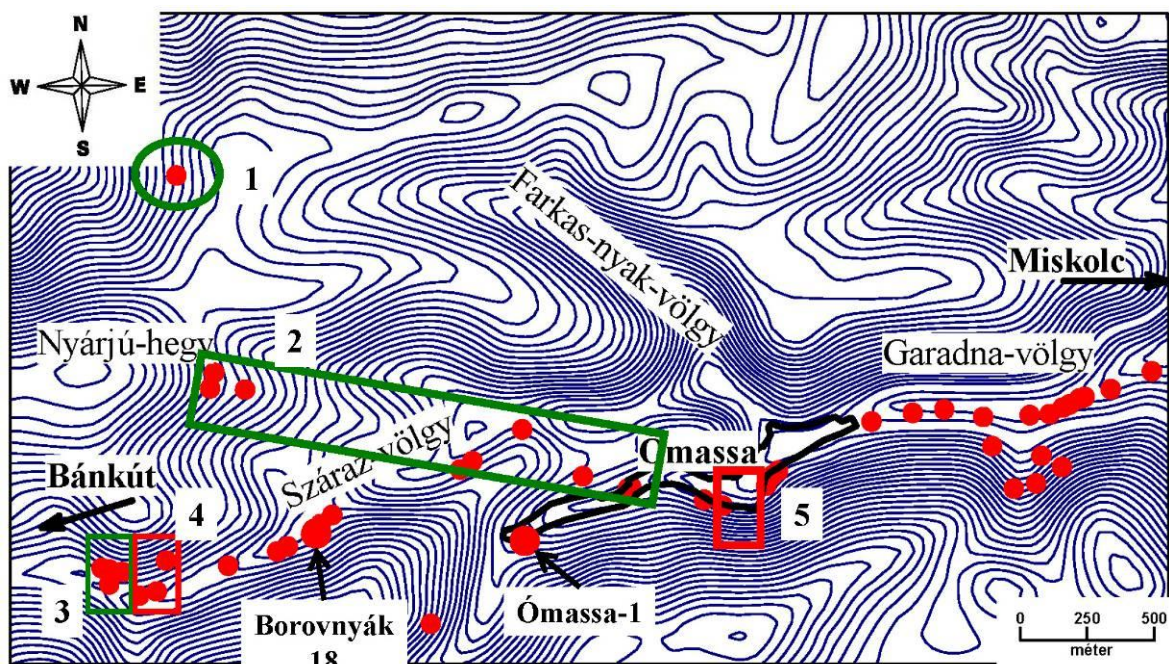 N
W E
S
1
Farkas-nyak-völgy
Miskolc
Nyárjú-hegy
2
Garadna-völgy
Száraz-völgy
Ómassa
Bánkút
4
5
3
Borovnyák
18
Ómassa-1
0 250 500
méter